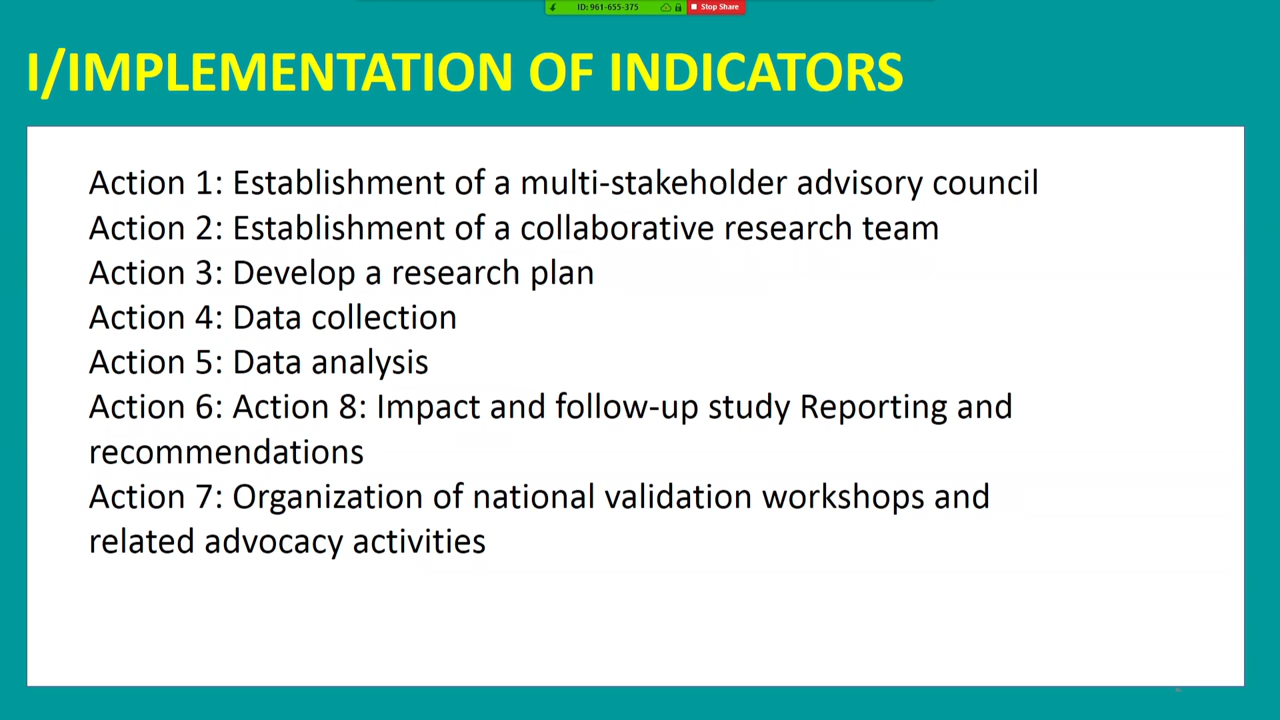 ID: 961-655-375
Stop Share
I/IMPLEMENTATION OF INDICATORS
Action 1: Establishment of a multi-stakeholder advisory council
Action 2: Establishment of a collaborative research team
Action 3: Develop a research plan
Action 4: Data collection
Action 5: Data analysis
Action 6: Action 8: Impact and follow-up study Reporting and
recommendations
Action 7: Organization of national validation workshops and
related advocacy activities